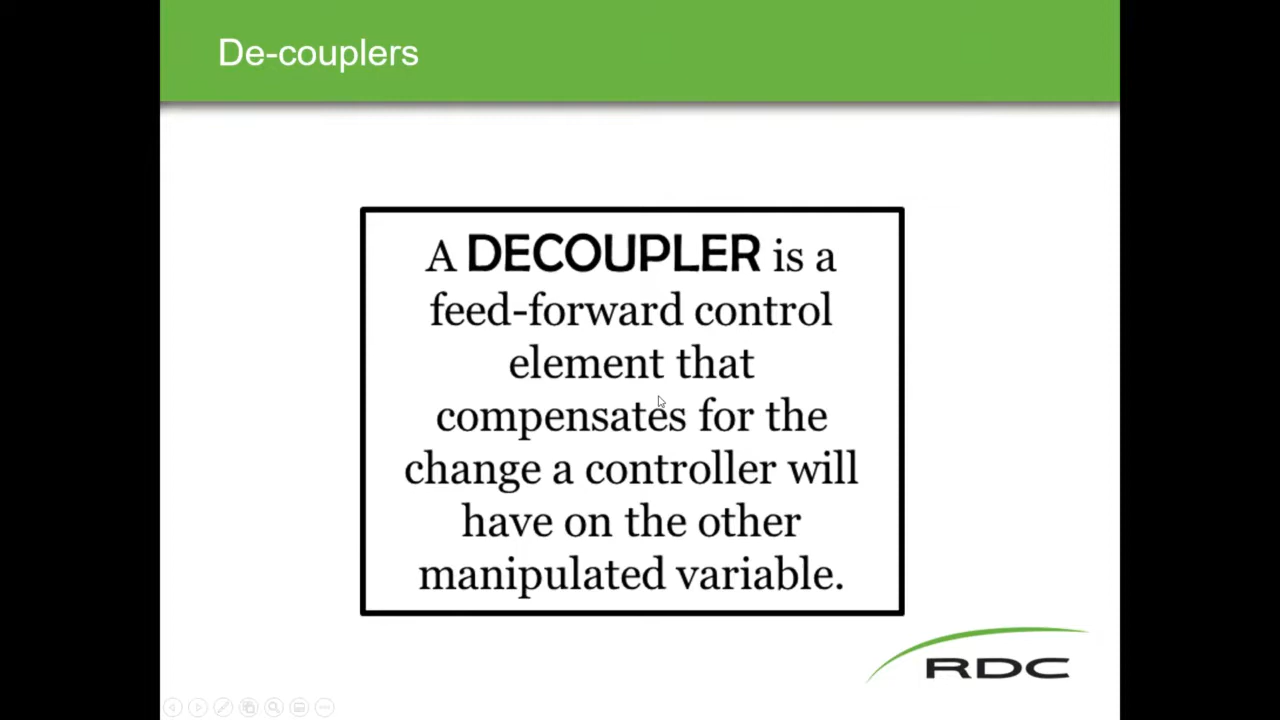 De-couplers
A DECOUPLER is a
feed-forward control
element that
compensates for the
change a controller will
have on the other
manipulated variable.
RDC